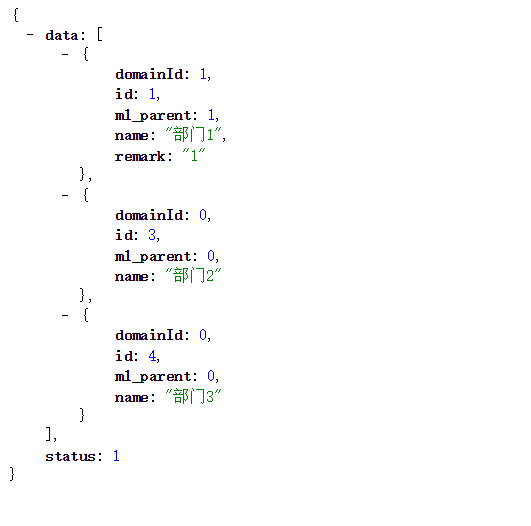 {
- data: [
- {
domainId: 1,
id: 1,
ml_parent: 1,
name: "部门1",
remark: "1"
},
- {
domainId: 0,
id: 3,
ml_parent: 0,
name: "部门2"
},
- {
domainId: 0,
id: 4,
ml_parent: 0,
name: "部门3"
}
],
status: 1
}